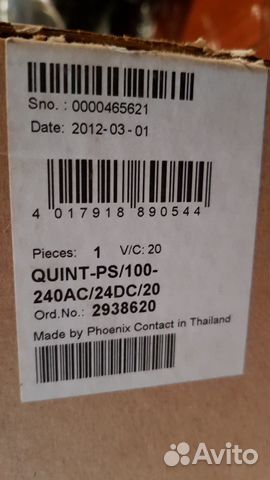 Sno. : 0000465621
Date: 2012-03-01
4 017918 890544
Pieces: 1 V/C: 20
QUINT-PS/100-
240AC/24DC/20
Ord.No.: 2938620
Made by Phoenix Contact in Thailand
Avito